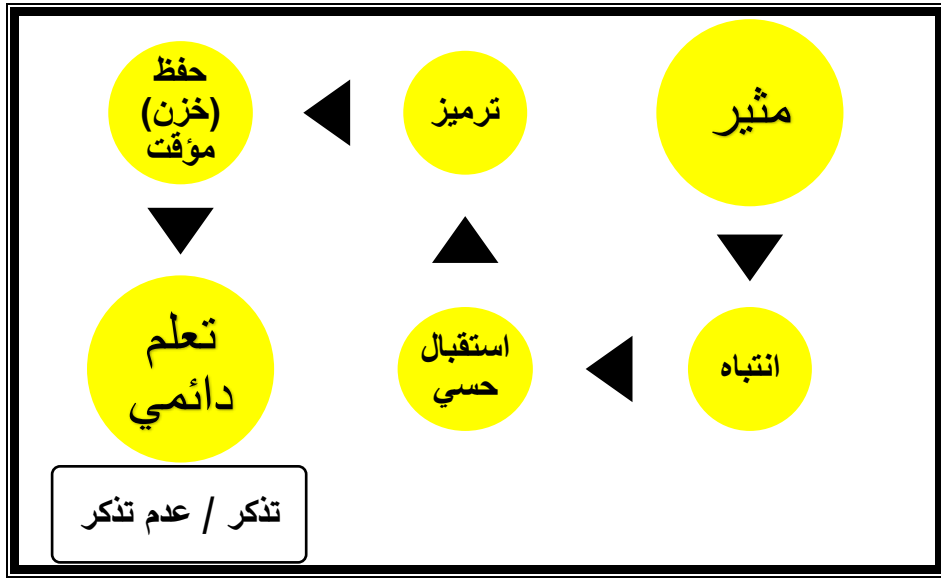 مثير
انتباه
استقبال
حسي
ترميز
حفظ
(خزن)
مؤقت
تعلم
دائمي
تذكر / عدم تذكر